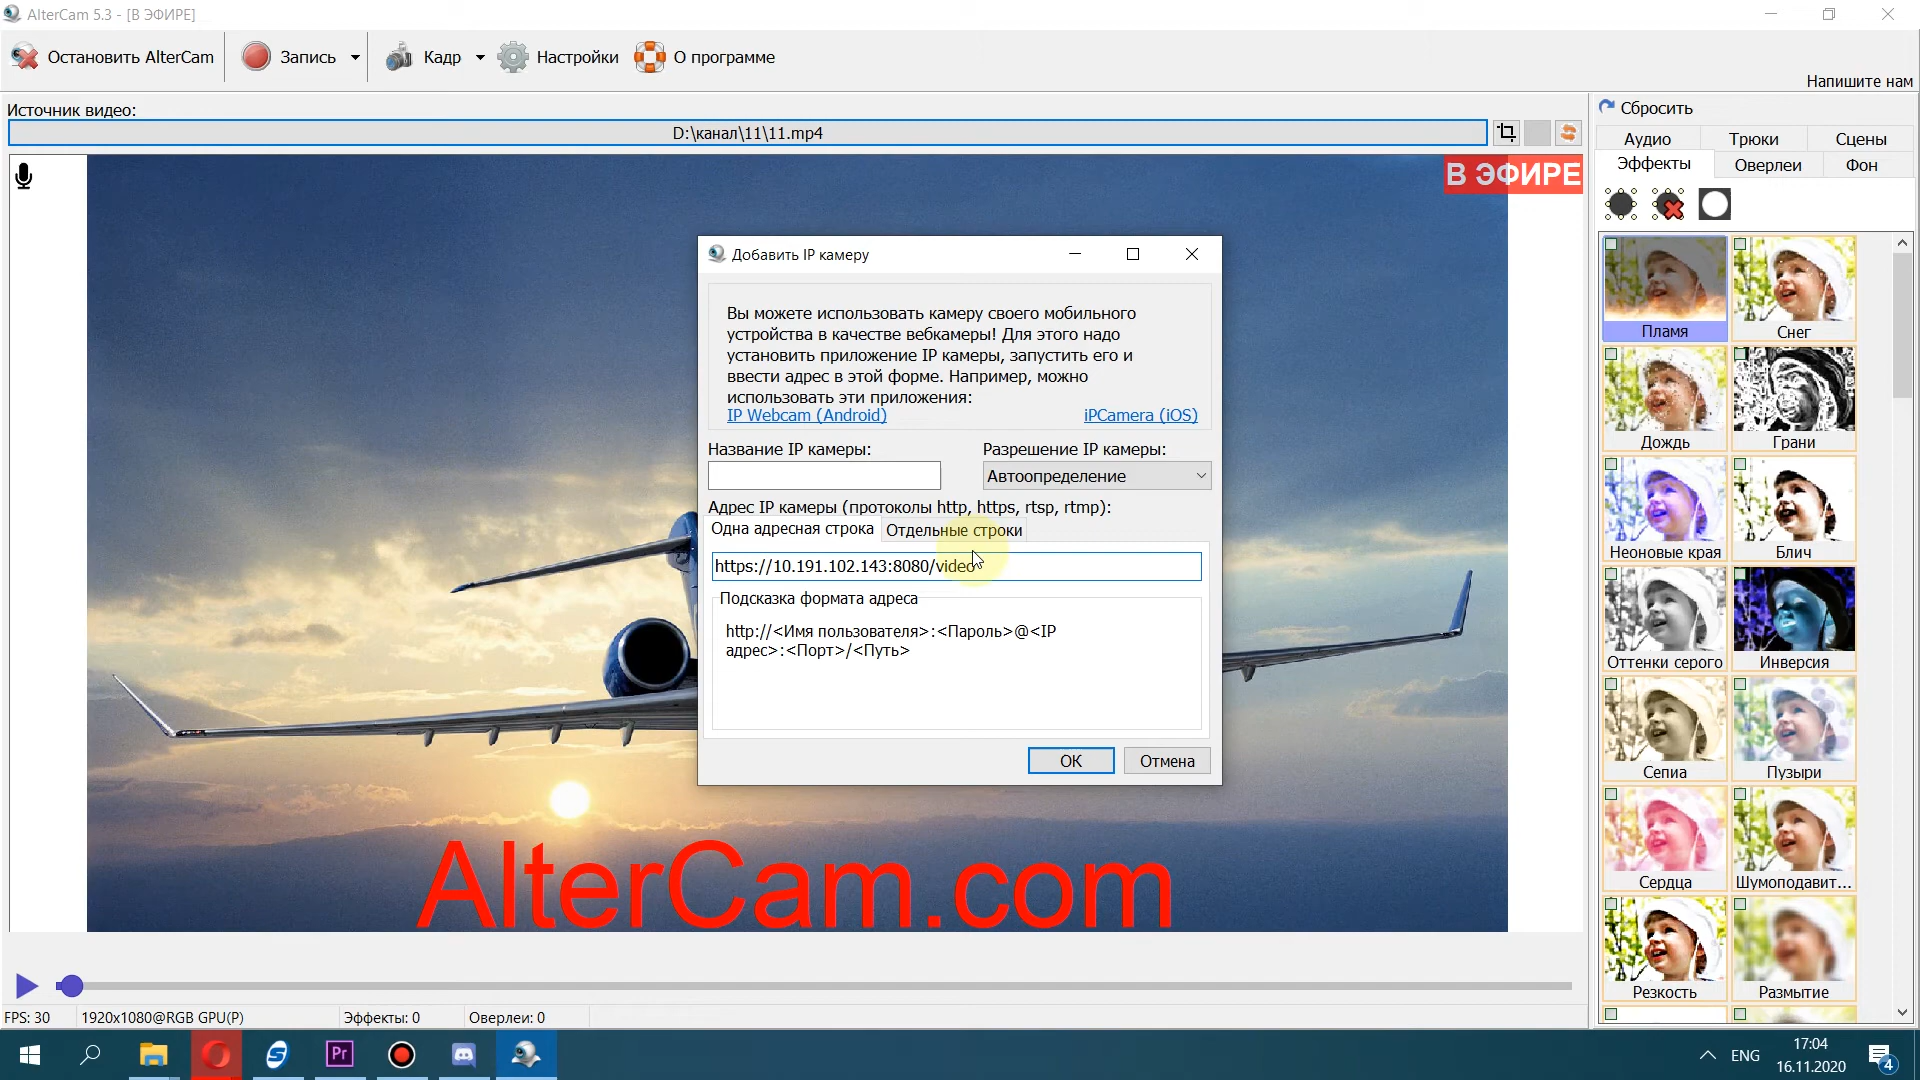 AlterCam 5.3 - [В ЭФИРЕ]
Остановить AlterCam
Запись
Кадр
Настройки
О программе
Напишите нам
Источник видео:
D:\канал\11\11.mp4
Сбросить
Аудио
Трюки
Сцены
Эффекты
Оверлеи
Фон
В ЭФИРЕ
Добавить IP камеру
Вы можете использовать камеру своего мобильного
устройства в качестве вебкамеры! Для этого надо
установить приложение IP камеры, запустить его и
ввести адрес в этой форме. Например, можно
использовать эти приложения:
IP Webcam (Android)
iPCamera (iOS)
Название IP камеры:
Разрешение IP камеры:
Автоопределение
Адрес IP камеры (протоколы http, https, rtsp, rtmp):
Одна адресная строка
Отдельные строки
https://10.191.102.143:8080/video
Подсказка формата адреса
http://<Имя пользователя>:<Пароль>@<IP
адрес>:<Порт>/<Путь>
OK
Отмена
Пламя
Снег
Дождь
Грани
Неоновые края
Блич
Оттенки серого
Инверсия
Сепиа
Пузыри
Сердца
Шумоподавит...
Резкость
Размытие
AlterCam.com
FPS: 30
1920x1080@RGB GPU(P)
Эффекты: 0
Оверлеи: 0
Pr
ENG
17:04
16.11.2020
4